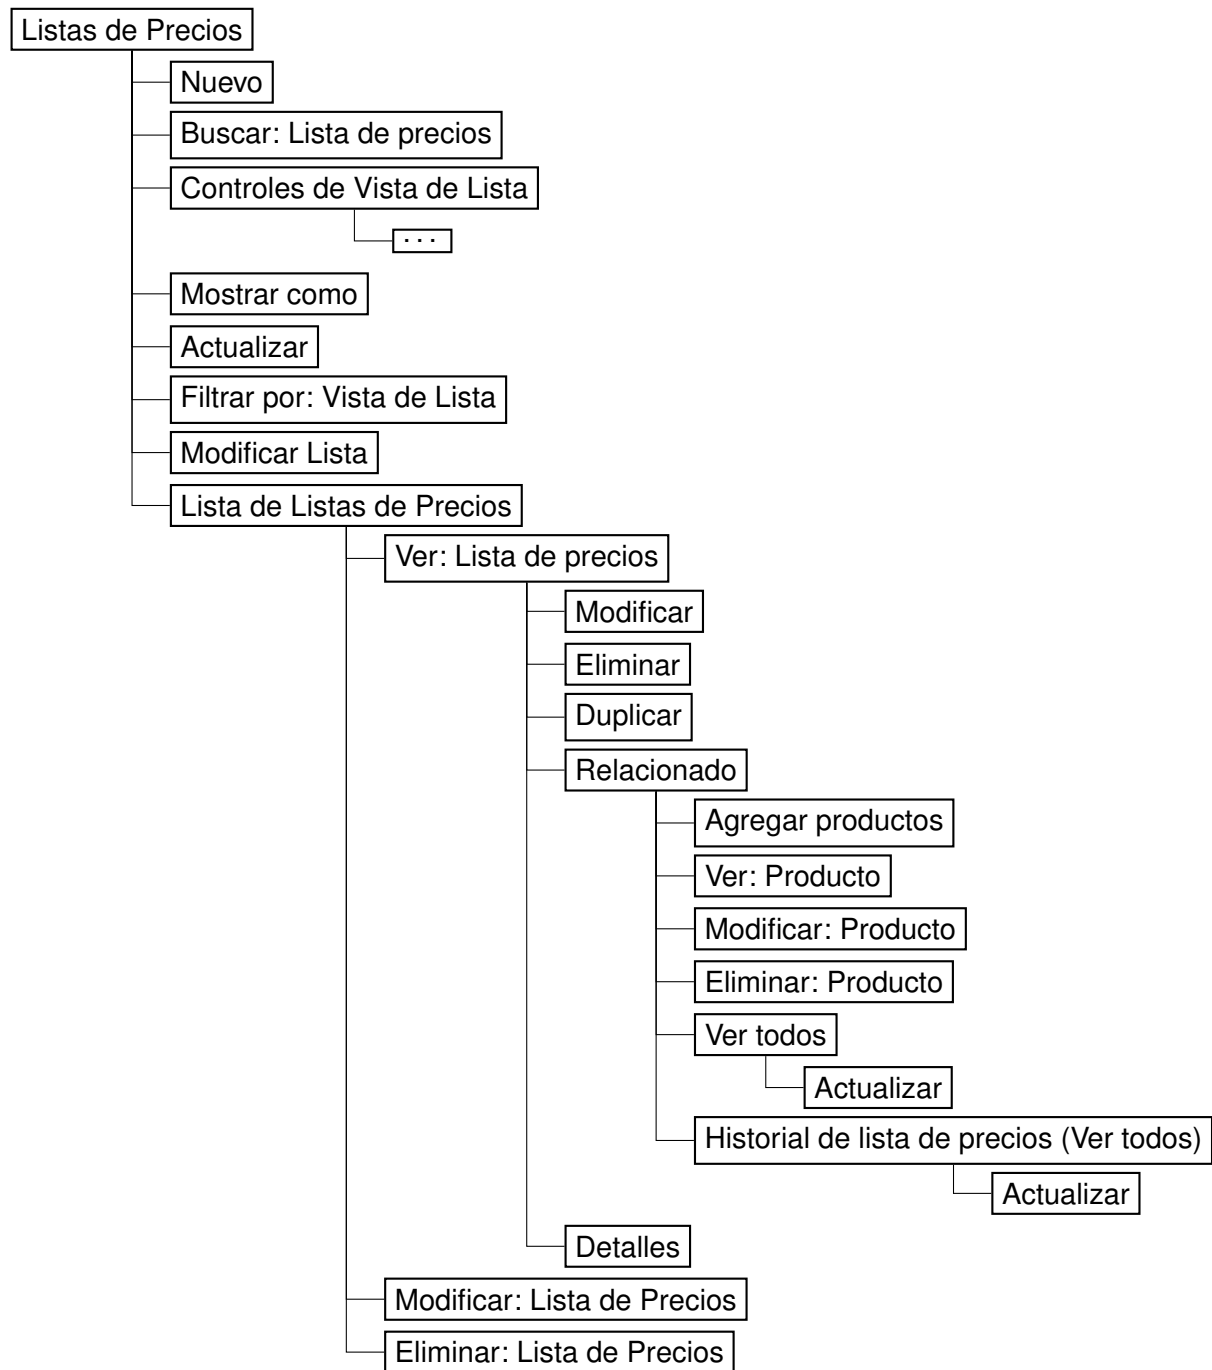 Listas de Precios
Nuevo
Buscar: Lista de precios
Controles de Vista de Lista
...
Mostrar como
Actualizar
Filtrar por: Vista de Lista
Modificar Lista
Lista de Listas de Precios
Ver: Lista de precios
Modificar
Eliminar
Duplicar
Relacionado
Agregar productos
Ver: Producto
Modificar: Producto
Eliminar: Producto
Ver todos
Actualizar
Historial de lista de precios (Ver todos)
Actualizar
Detalles
Modificar: Lista de Precios
Eliminar: Lista de Precios